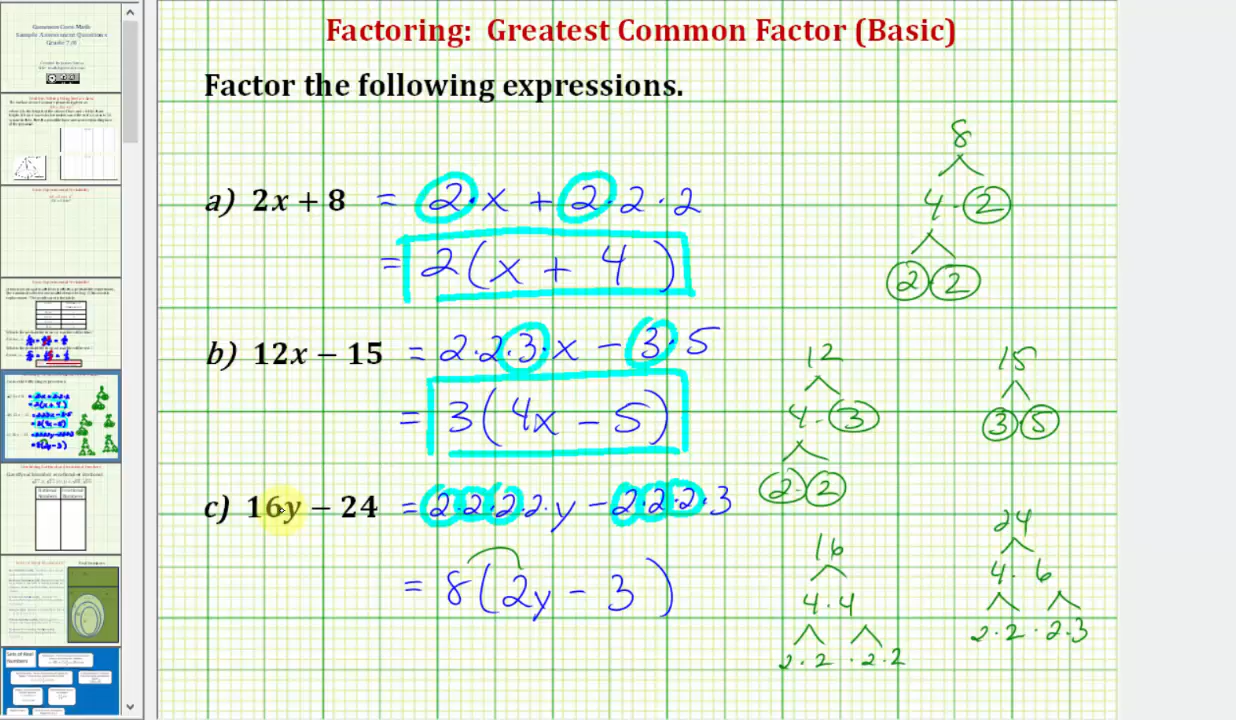 Factoring: Greatest Common Factor (Basic)
Factor the following expressions.
a) 2x + 8 = 2·x + 2·2·2
= 2(x + 4)
b) 12x − 15 = 2·2·3·x − 3·5
= 3(4x − 5)
c) 16y − 24 = 2·2·2·2·y − 2·2·2·3
= 8(2y − 3)
8
4·2
2·2
12
4·3
2·2
15
3·5
16
4·4
2·2·2·2
24
4·6
2·2·2·3